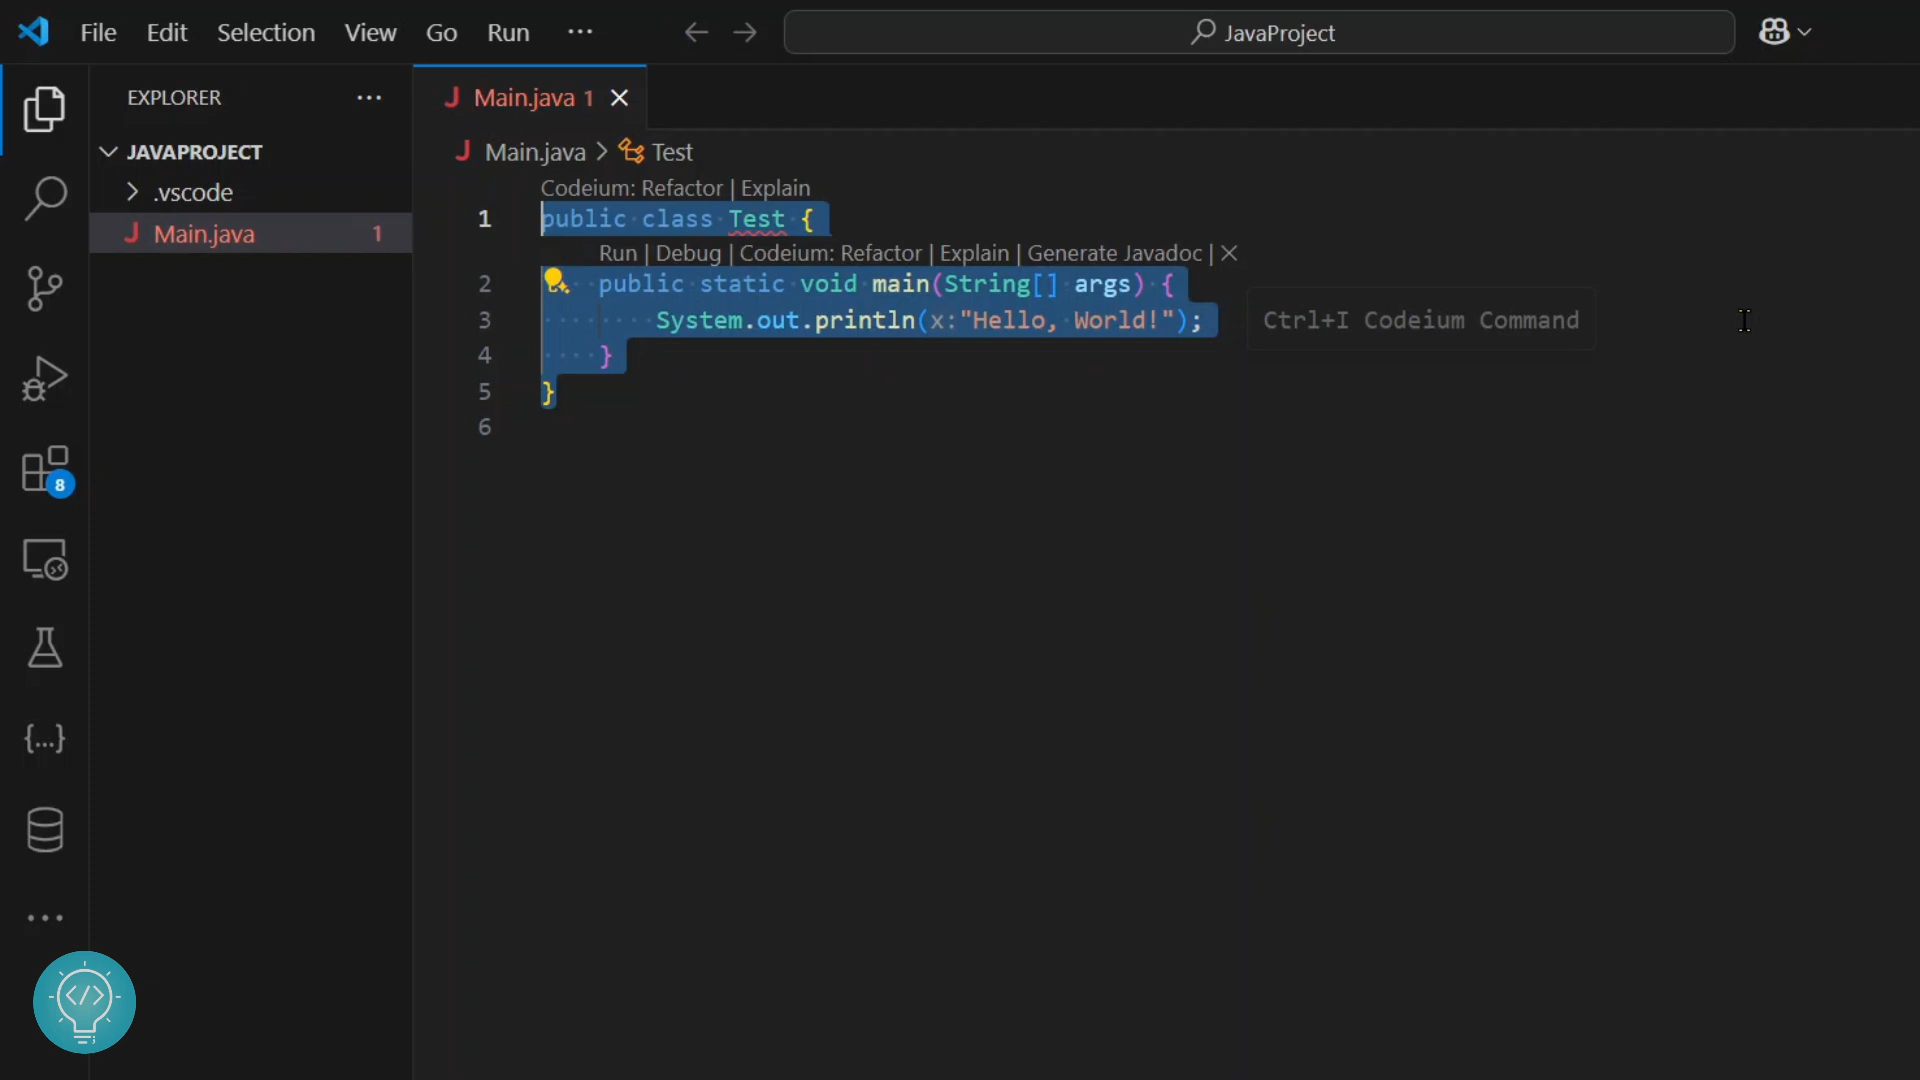 File Edit Selection View Go Run ···
JavaProject
EXPLORER ···
JAVAPROJECT
.vscode
J Main.java 1
8
{...}
···
</>
J Main.java 1
J Main.java > Test
Codeium: Refactor | Explain
1 public class Test {
Run | Debug | Codeium: Refactor | Explain | Generate Javadoc | ✕
2 public static void main(String[] args) {
3 System.out.println(x:"Hello, World!");
Ctrl+I Codeium Command
4 }
5 }
6